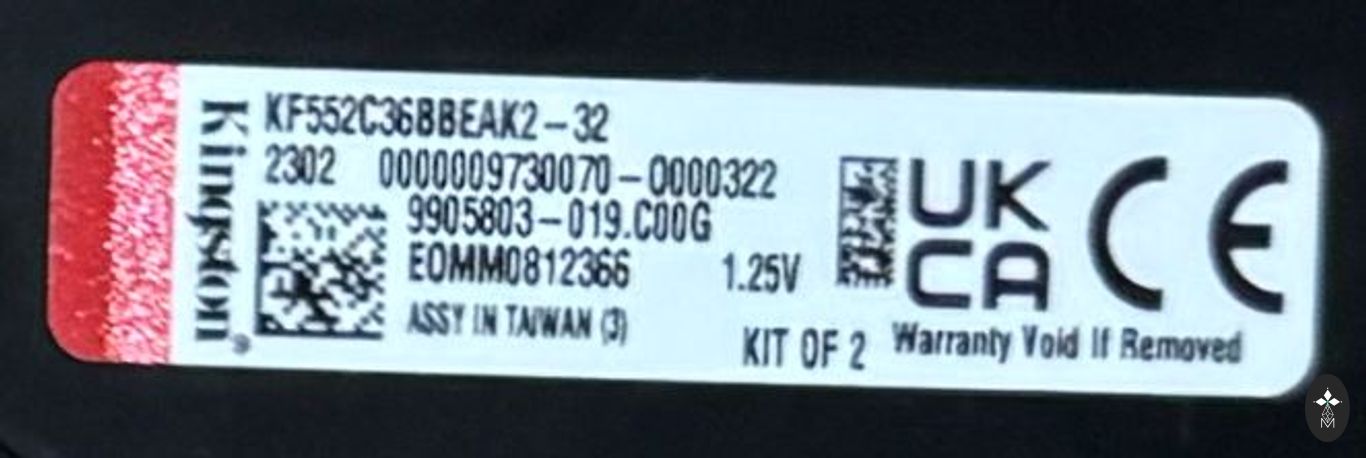 Kingston®
KF552C36BBEAK2-32
2302 0000009730070-0000322
9905803-019.C00G
EOMM0812366 1.25V
ASSY IN TAIWAN (3)
KIT OF 2 Warranty Void If Removed
UK
CA
CE
M